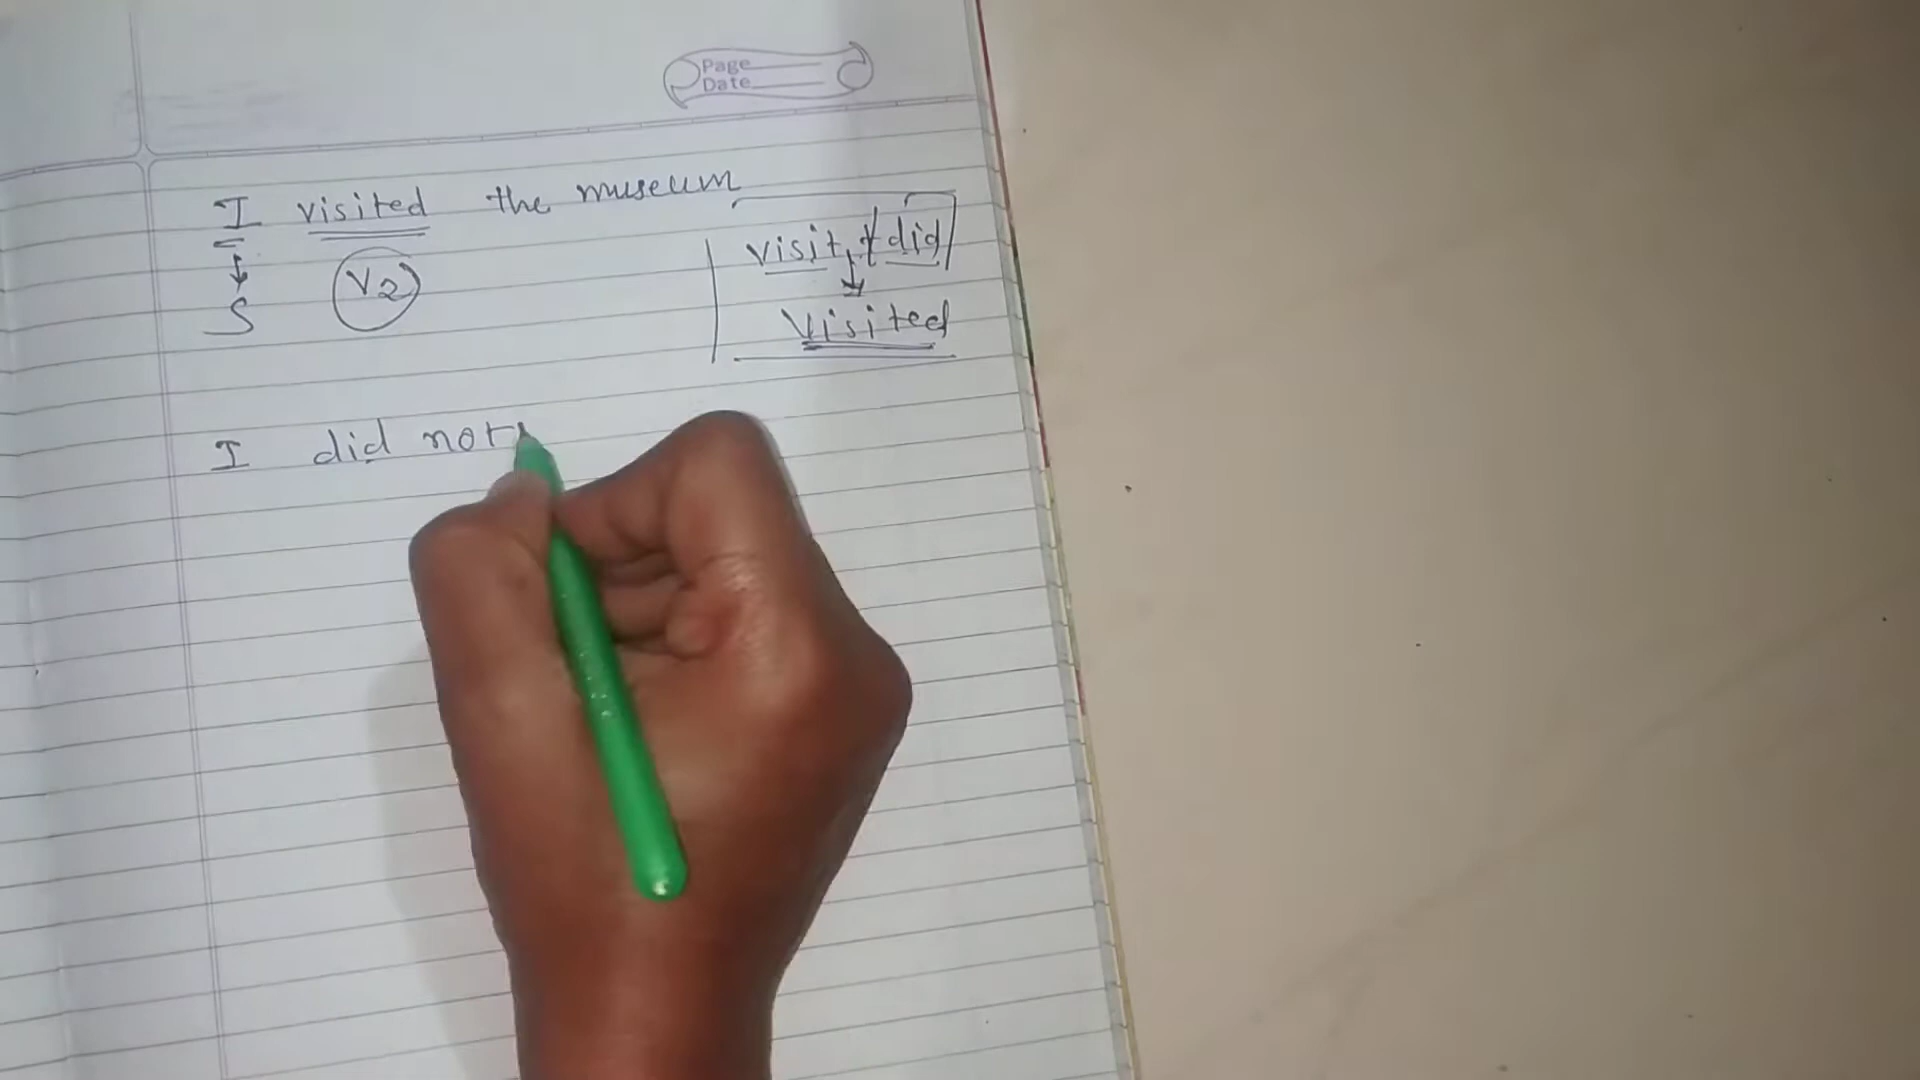 Page
Date
I visited the museum
visit + did
V2
S
Visited
I did not